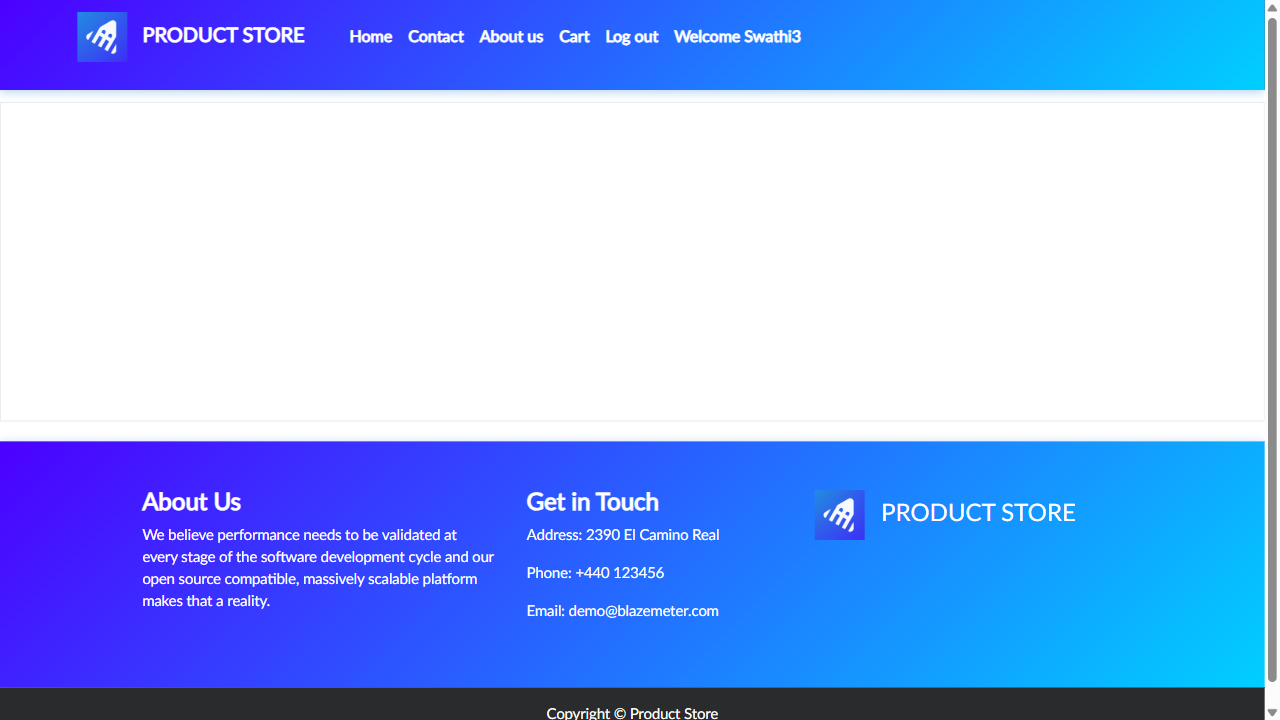 PRODUCT STORE Home Contact About us Cart Log out Welcome Swathi3
About Us
We believe performance needs to be validated at
every stage of the software development cycle and our
open source compatible, massively scalable platform
makes that a reality.
Get in Touch
Address: 2390 El Camino Real
Phone: +440 123456
Email: demo@blazemeter.com
PRODUCT STORE
Copyright © Product Store